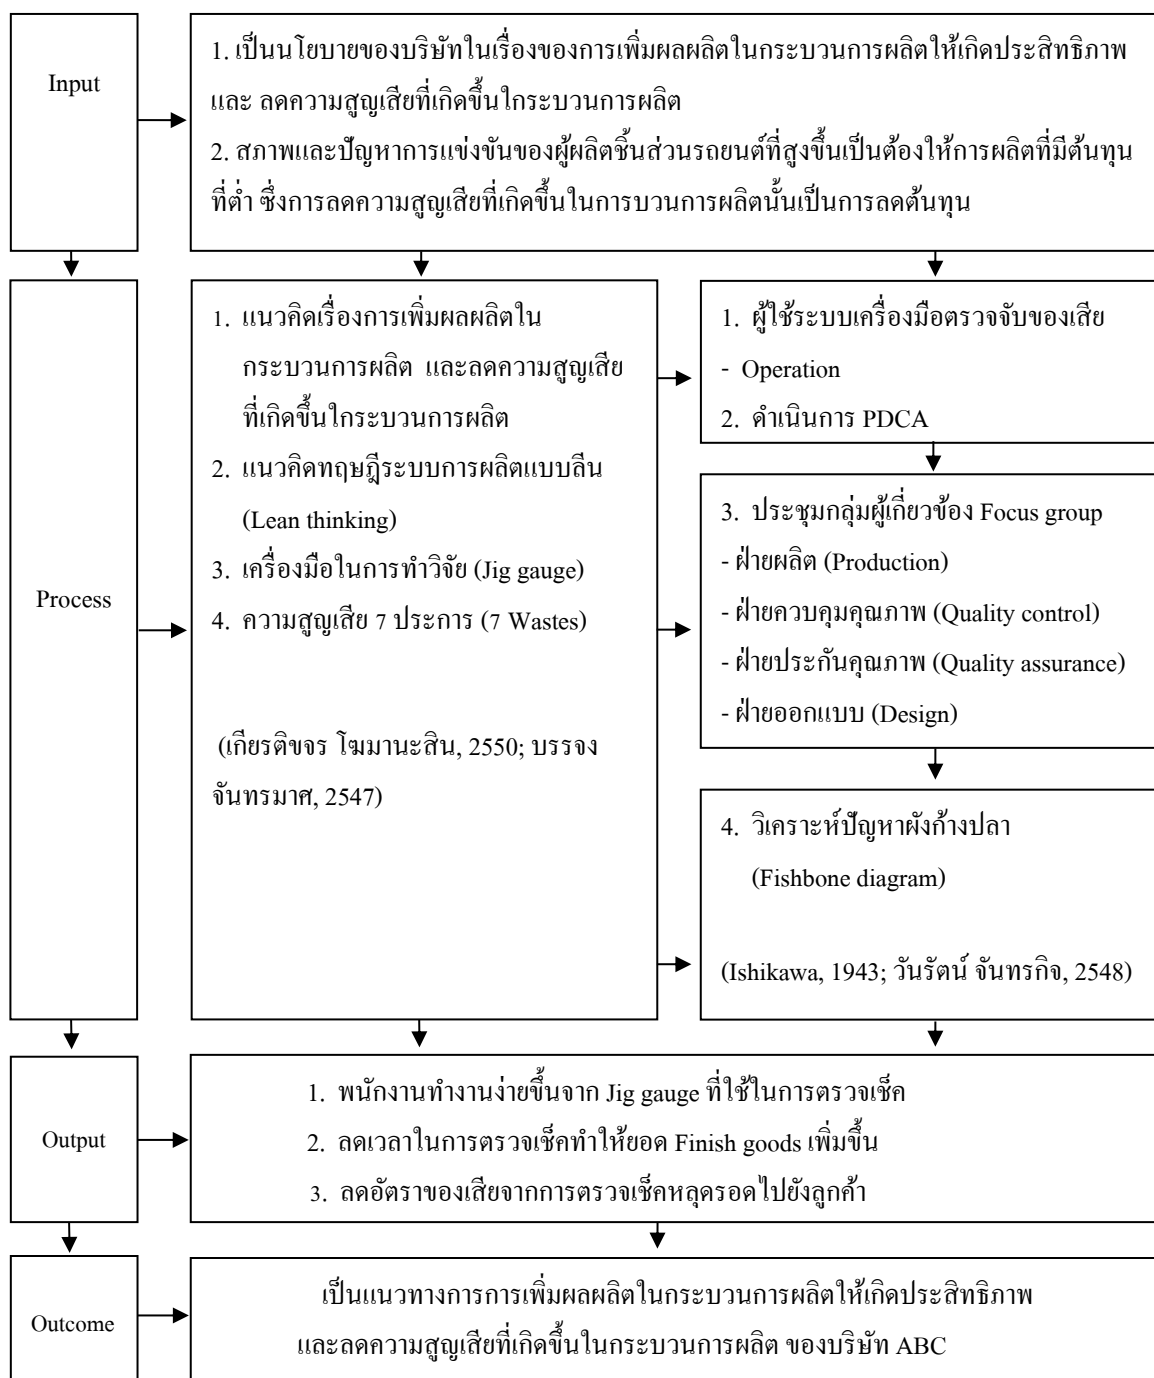 Input
1. เป็นนโยบายของบริษัทในเรื่องของการเพิ่มผลผลิตในกระบวนการผลิตให้เกิดประสิทธิภาพ
และ ลดความสูญเสียที่เกิดขึ้นใกระบวนการผลิต
2. สภาพและปัญหาการแข่งขันของผู้ผลิตชิ้นส่วนรถยนต์ที่สูงขึ้นเป็นต้องให้การผลิตที่มีต้นทุน
ที่ต่ำ ซึ่งการลดความสูญเสียที่เกิดขึ้นในการบวนการผลิตนั้นเป็นการลดต้นทุน
Process
1. แนวคิดเรื่องการเพิ่มผลผลิตใน
กระบวนการผลิต และลดความสูญเสีย
ที่เกิดขึ้นใกระบวนการผลิต
2. แนวคิดทฤษฎีระบบการผลิตแบบลีน
(Lean thinking)
3. เครื่องมือในการทำวิจัย (Jig gauge)
4. ความสูญเสีย 7 ประการ (7 Wastes)
(เกียรติขจร โฆมานะสิน, 2550; บรรจง
จันทรมาศ, 2547)
1. ผู้ใช้ระบบเครื่องมือตรวจจับของเสีย
- Operation
2. ดำเนินการ PDCA
3. ประชุมกลุ่มผู้เกี่ยวข้อง Focus group
- ฝ่ายผลิต (Production)
- ฝ่ายควบคุมคุณภาพ (Quality control)
- ฝ่ายประกันคุณภาพ (Quality assurance)
- ฝ่ายออกแบบ (Design)
4. วิเคราะห์ปัญหาผังก้างปลา
(Fishbone diagram)
(Ishikawa, 1943; วันรัตน์ จันทรกิจ, 2548)
Output
1. พนักงานทำงานง่ายขึ้นจาก Jig gauge ที่ใช้ในการตรวจเช็ค
2. ลดเวลาในการตรวจเช็คทำให้ยอด Finish goods เพิ่มขึ้น
3. ลดอัตราของเสียจากการตรวจเช็คหลุดรอดไปยังลูกค้า
Outcome
เป็นแนวทางการการเพิ่มผลผลิตในกระบวนการผลิตให้เกิดประสิทธิภาพ
และลดความสูญเสียที่เกิดขึ้นในกระบวนการผลิต ของบริษัท ABC